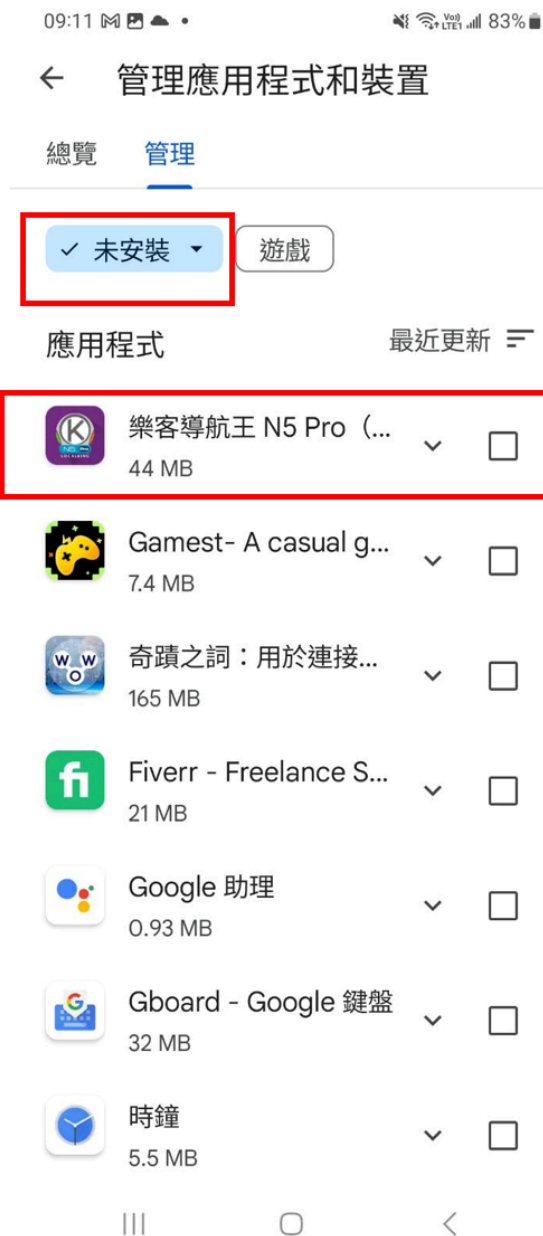 09:11
Vo)) LTE1 83%
管理應用程式和裝置
總覽 管理
未安裝 遊戲
應用程式 最近更新
樂客導航王 N5 Pro（...
44 MB
Gamest- A casual g...
7.4 MB
奇蹟之詞：用於連接...
165 MB
Fiverr - Freelance S...
21 MB
Google 助理
0.93 MB
Gboard - Google 鍵盤
32 MB
時鐘
5.5 MB